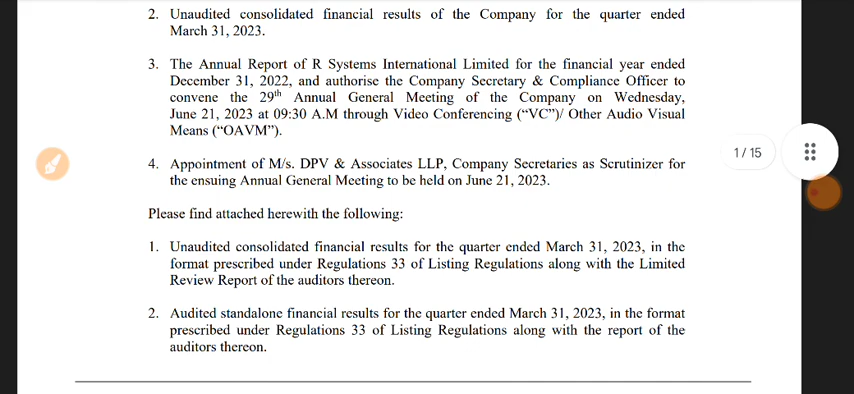 2. Unaudited consolidated financial results of the Company for the quarter ended
March 31, 2023.
3. The Annual Report of R Systems International Limited for the financial year ended
December 31, 2022, and authorise the Company Secretary & Compliance Officer to
convene the 29th Annual General Meeting of the Company on Wednesday,
June 21, 2023 at 09:30 A.M through Video Conferencing (“VC”)/ Other Audio Visual
Means (“OAVM”).
4. Appointment of M/s. DPV & Associates LLP, Company Secretaries as Scrutinizer for
the ensuing Annual General Meeting to be held on June 21, 2023.
Please find attached herewith the following:
1. Unaudited consolidated financial results for the quarter ended March 31, 2023, in the
format prescribed under Regulations 33 of Listing Regulations along with the Limited
Review Report of the auditors thereon.
2. Audited standalone financial results for the quarter ended March 31, 2023, in the format
prescribed under Regulations 33 of Listing Regulations along with the report of the
auditors thereon.
1 / 15